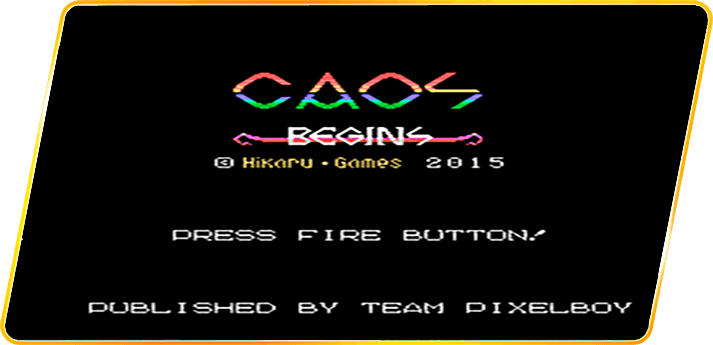 CAOS
BEGINS
© Hikaru • Games 2015
PRESS FIRE BUTTON!
PUBLISHED BY TEAM PIXELBOY